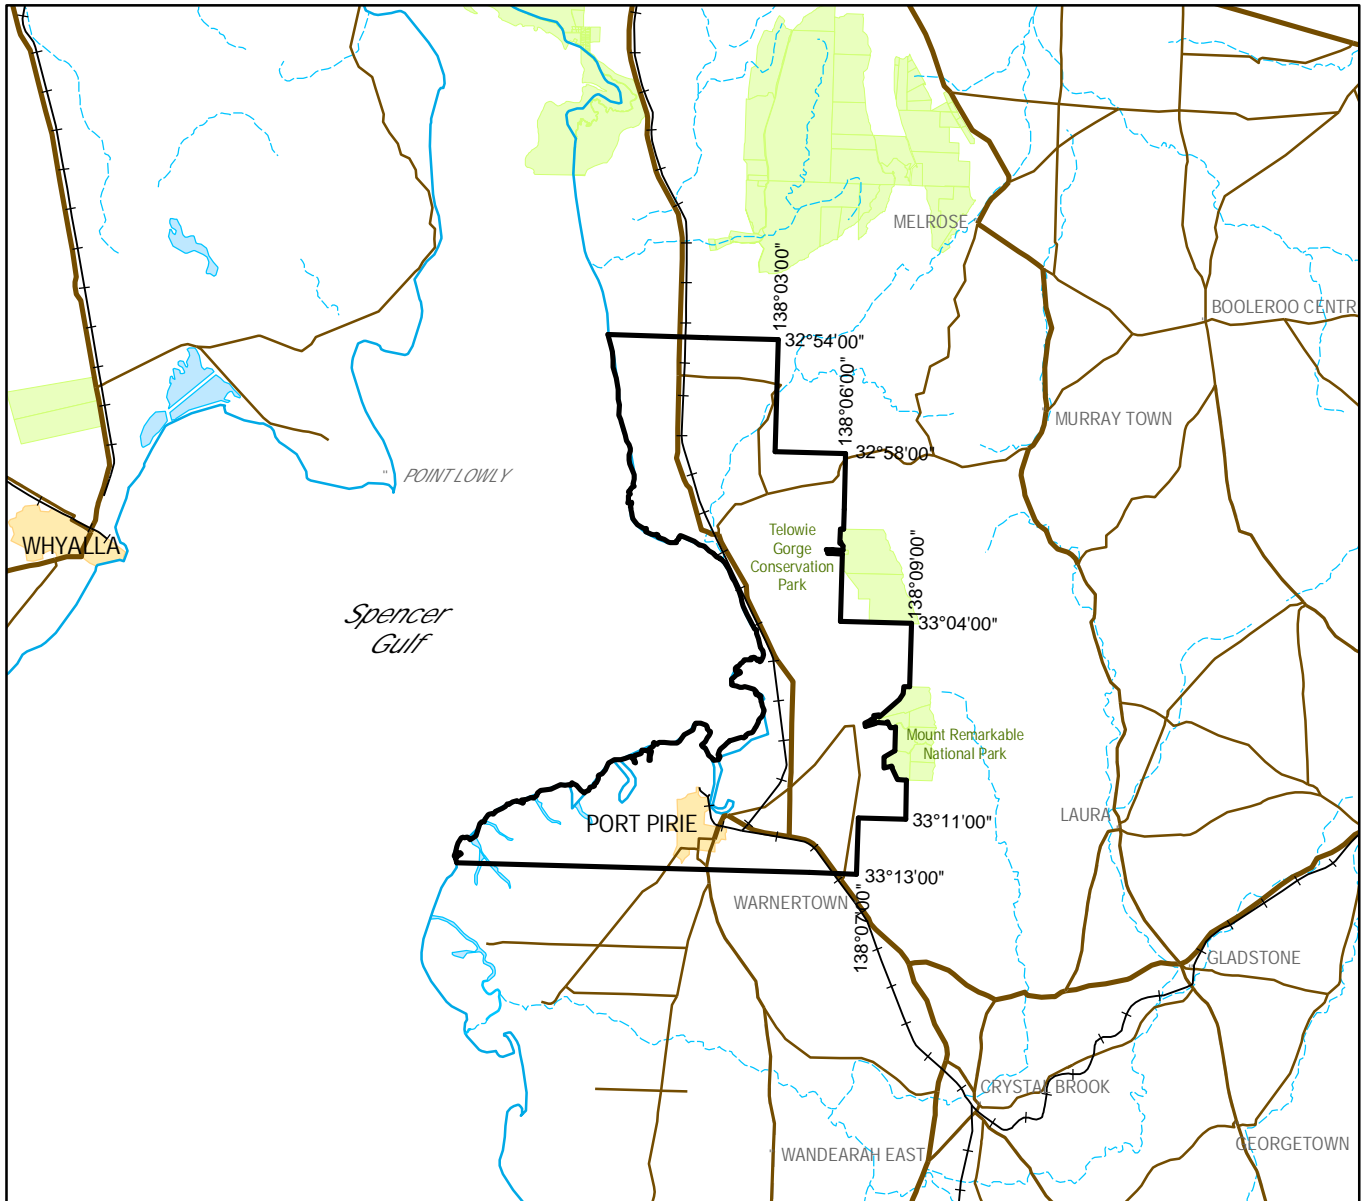 MELROSE
138°03'00"
BOOLEROO CENTR
32°54'00"
138°06'00"
MURRAY TOWN
32°58'00"
POINT LOWLY
WHYALLA
Telowie
Gorge
Conservation
Park
138°09'00"
Spencer
Gulf
33°04'00"
Mount Remarkable
National Park
PORT PIRIE
33°11'00"
LAURA
33°13'00"
WARNERTOWN
138°07'00"
GLADSTONE
CRYSTAL BROOK
WANDEARAH EAST
GEORGETOWN